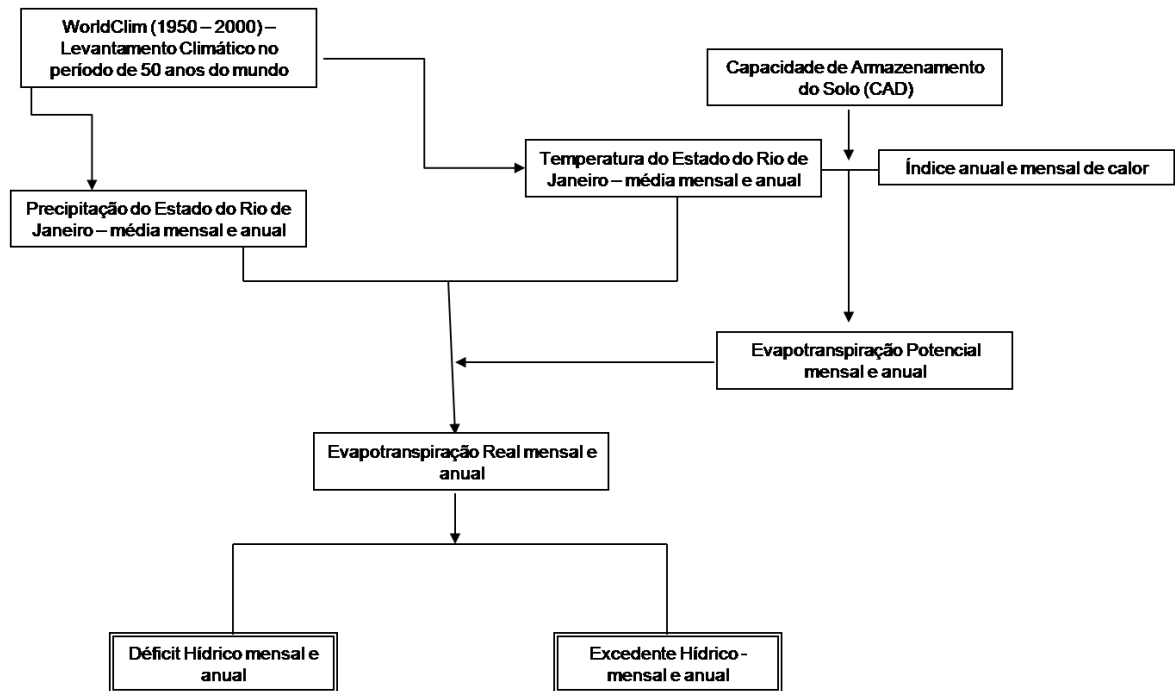 WorldClim (1950 – 2000) –
Levantamento Climático no
período de 50 anos do mundo
Capacidade de Armazenamento
do Solo (CAD)
Temperatura do Estado do Rio de
Janeiro – média mensal e anual
Índice anual e mensal de calor
Precipitação do Estado do Rio de
Janeiro – média mensal e anual
Evapotranspiração Potencial
mensal e anual
Evapotranspiração Real mensal e
anual
Déficit Hídrico mensal e
anual
Excedente Hídrico -
mensal e anual